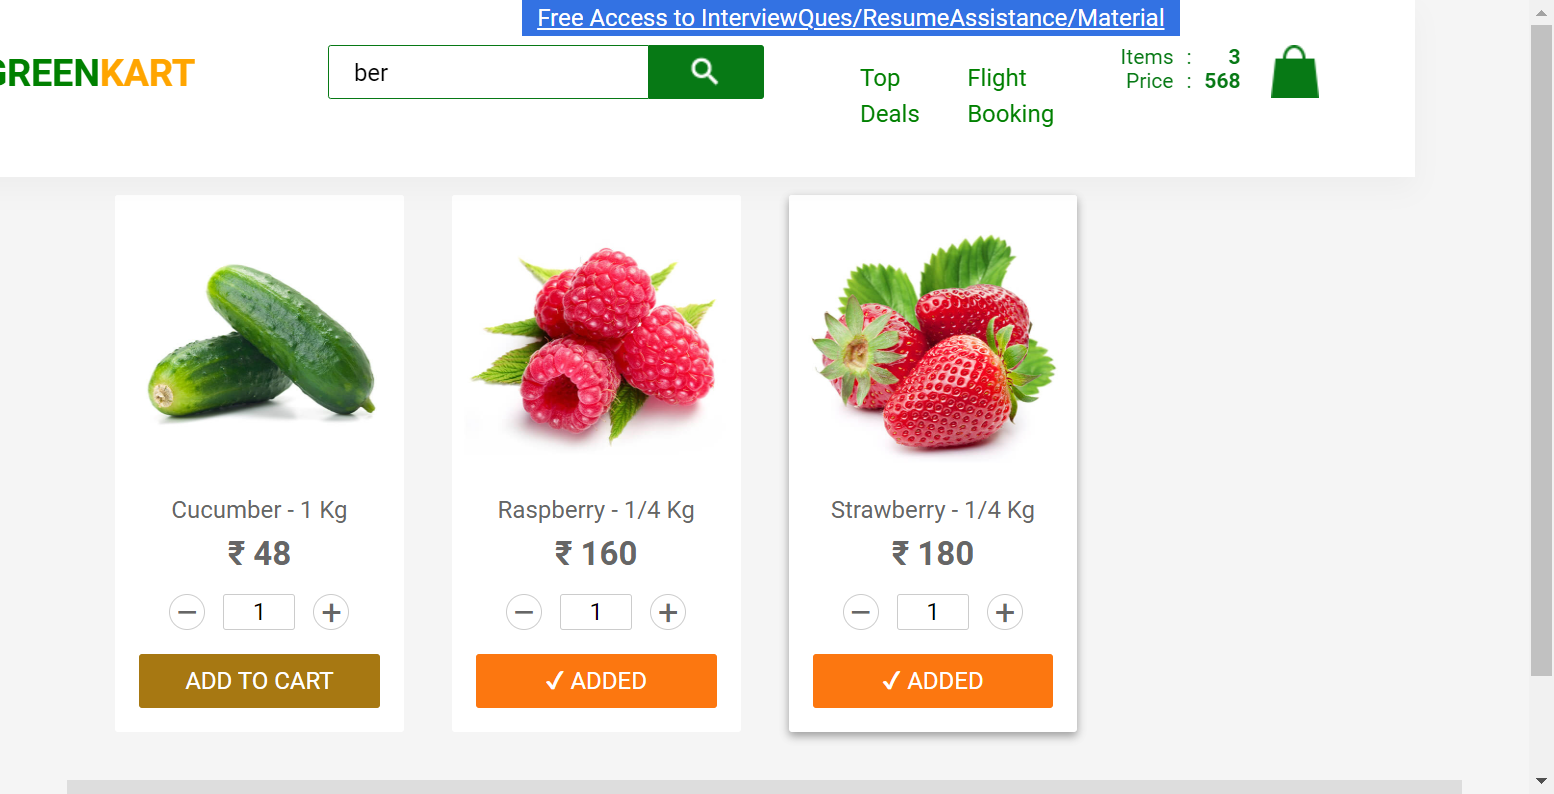 Free Access to InterviewQues/ResumeAssistance/Material
GREENKART
ber
Top
Deals
Flight
Booking
Items : 3
Price : 568
Cucumber - 1 Kg
₹ 48
− 1 +
ADD TO CART
Raspberry - 1/4 Kg
₹ 160
− 1 +
✓ ADDED
Strawberry - 1/4 Kg
₹ 180
− 1 +
✓ ADDED